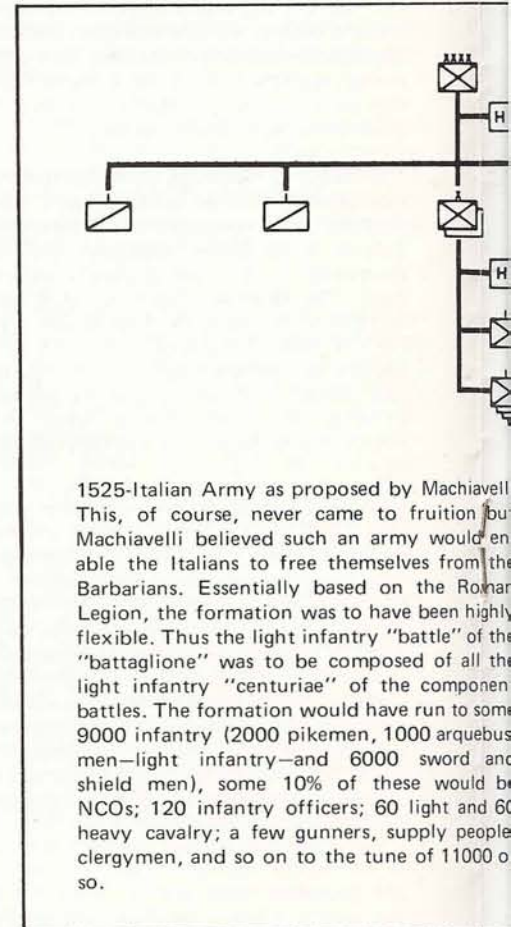 H
H
1525-Italian Army as proposed by Machiavell
This, of course, never came to fruition but
Machiavelli believed such an army would en
able the Italians to free themselves from the
Barbarians. Essentially based on the Roman
Legion, the formation was to have been highly
flexible. Thus the light infantry "battle" of the
"battaglione" was to be composed of all the
light infantry "centuriae" of the component
battles. The formation would have run to some
9000 infantry (2000 pikemen, 1000 arquebus
men—light infantry—and 6000 sword and
shield men), some 10% of these would be
NCOs; 120 infantry officers; 60 light and 60
heavy cavalry; a few gunners, supply people
clergymen, and so on to the tune of 11000 o
so.